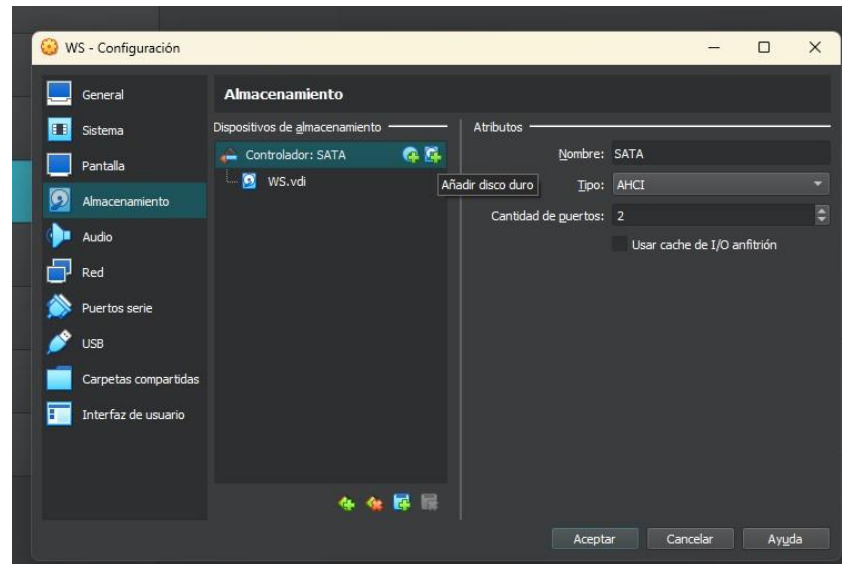 WS - Configuración
General
Sistema
Pantalla
Almacenamiento
Audio
Red
Puertos serie
USB
Carpetas compartidas
Interfaz de usuario
Almacenamiento
Dispositivos de almacenamiento
Controlador: SATA
WS.vdi
Añadir disco duro
Atributos
Nombre: SATA
Tipo: AHCI
Cantidad de puertos: 2
Usar cache de I/O anfitrión
Aceptar Cancelar Ayuda